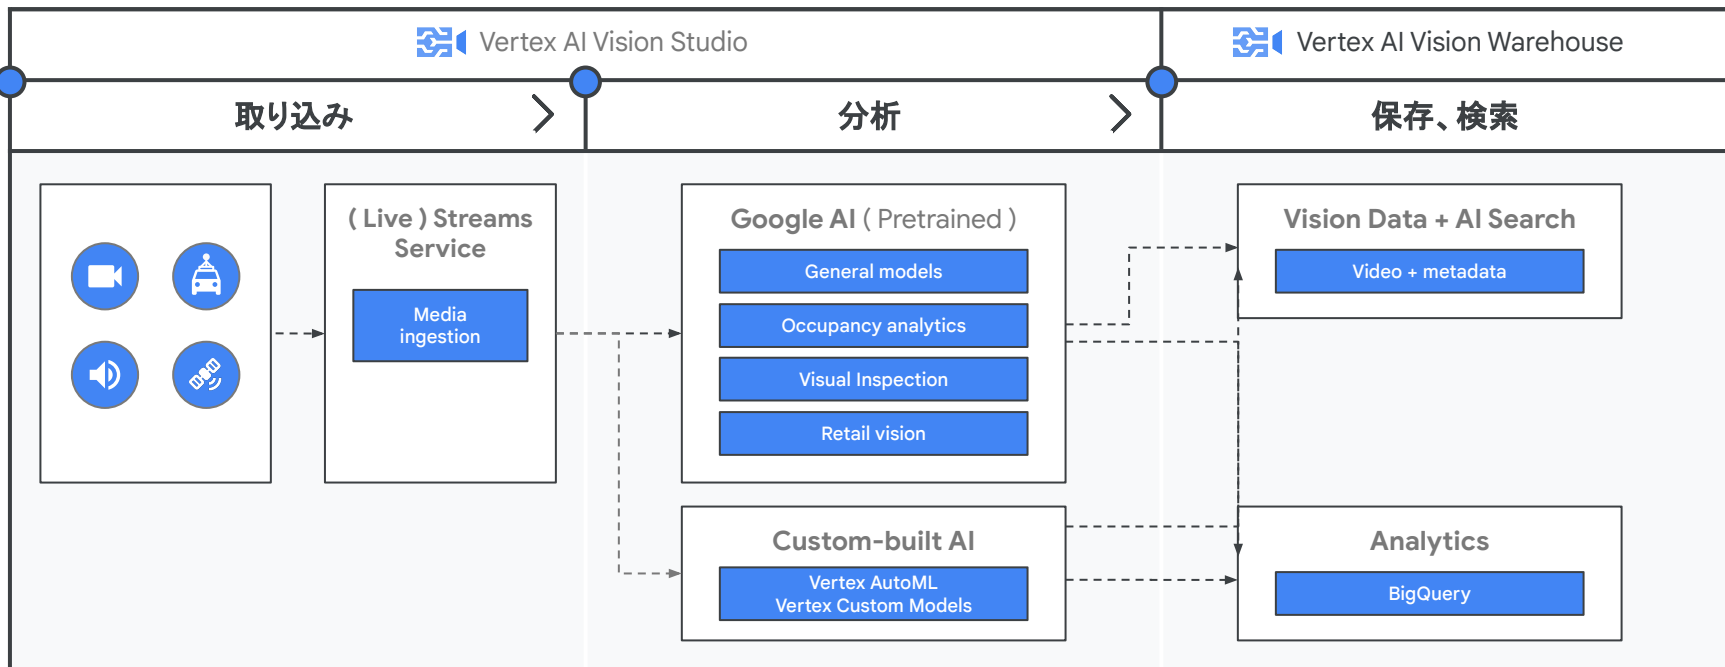 Vertex AI Vision Studio
Vertex AI Vision Warehouse
取り込み
分析
保存、検索
( Live ) Streams
Service
Media
ingestion
Google AI ( Pretrained )
General models
Occupancy analytics
Visual Inspection
Retail vision
Custom-built AI
Vertex AutoML
Vertex Custom Models
Vision Data + AI Search
Video + metadata
Analytics
BigQuery